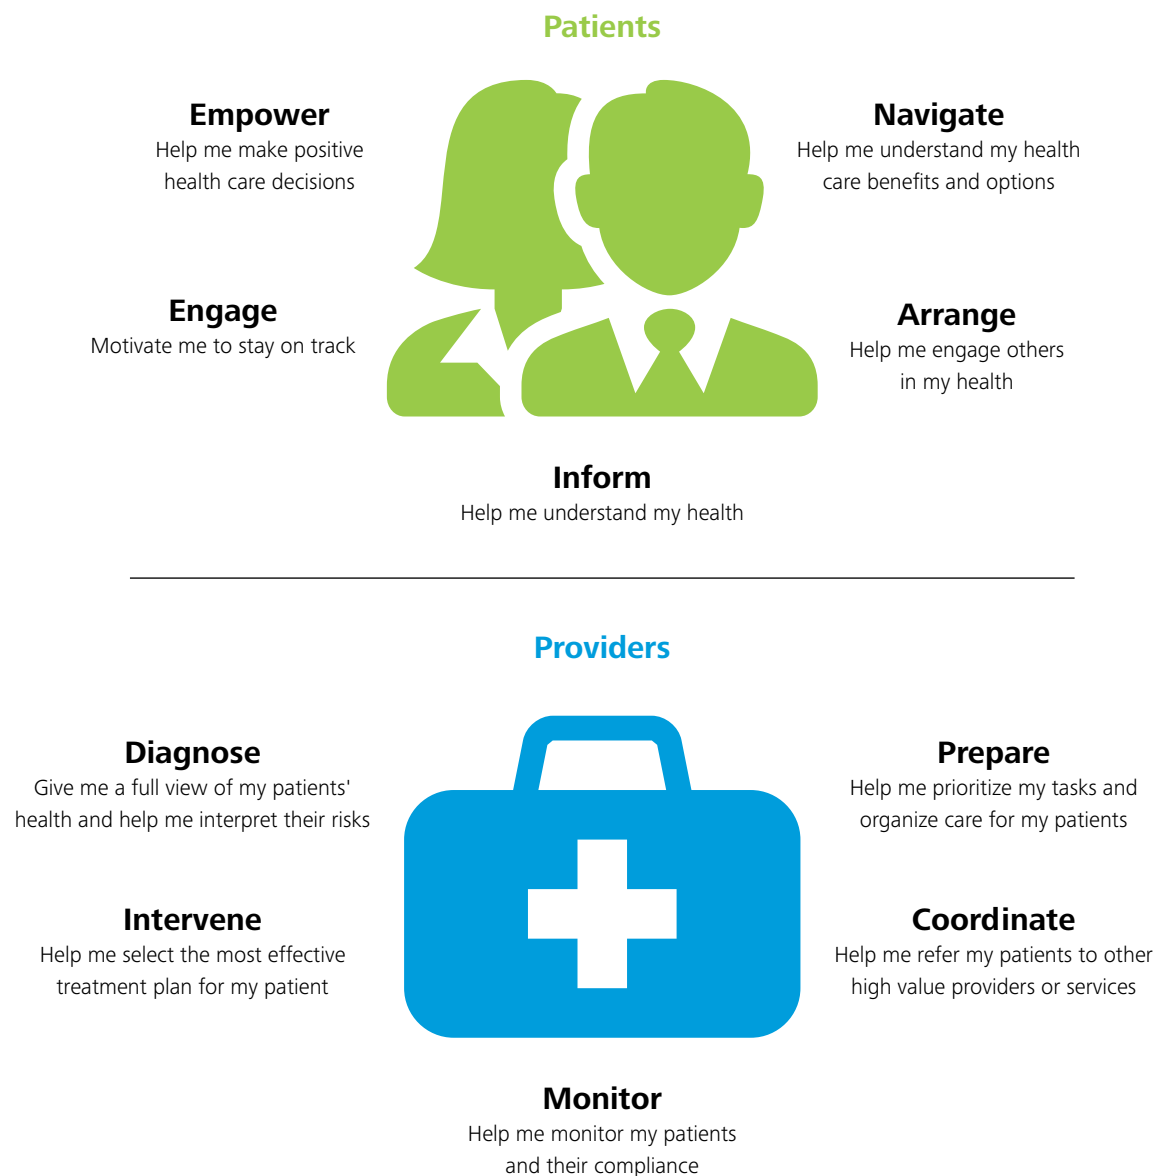 Patients
Empower
Help me make positive
health care decisions
Navigate
Help me understand my health
care benefits and options
Engage
Motivate me to stay on track
Arrange
Help me engage others
in my health
Inform
Help me understand my health
Providers
Diagnose
Give me a full view of my patients'
health and help me interpret their risks
Prepare
Help me prioritize my tasks and
organize care for my patients
Intervene
Help me select the most effective
treatment plan for my patient
Coordinate
Help me refer my patients to other
high value providers or services
Monitor
Help me monitor my patients
and their compliance